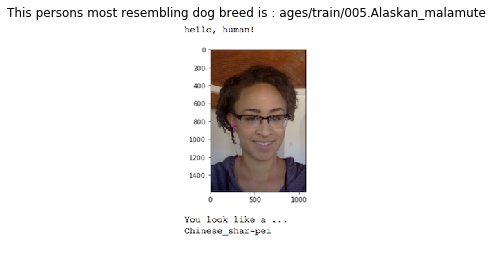 This persons most resembling dog breed is : ages/train/005.Alaskan_malamute
hello, human!
0
200
400
600
800
1000
1200
1400
0 500 1000
You look like a ...
Chinese_shar-pei